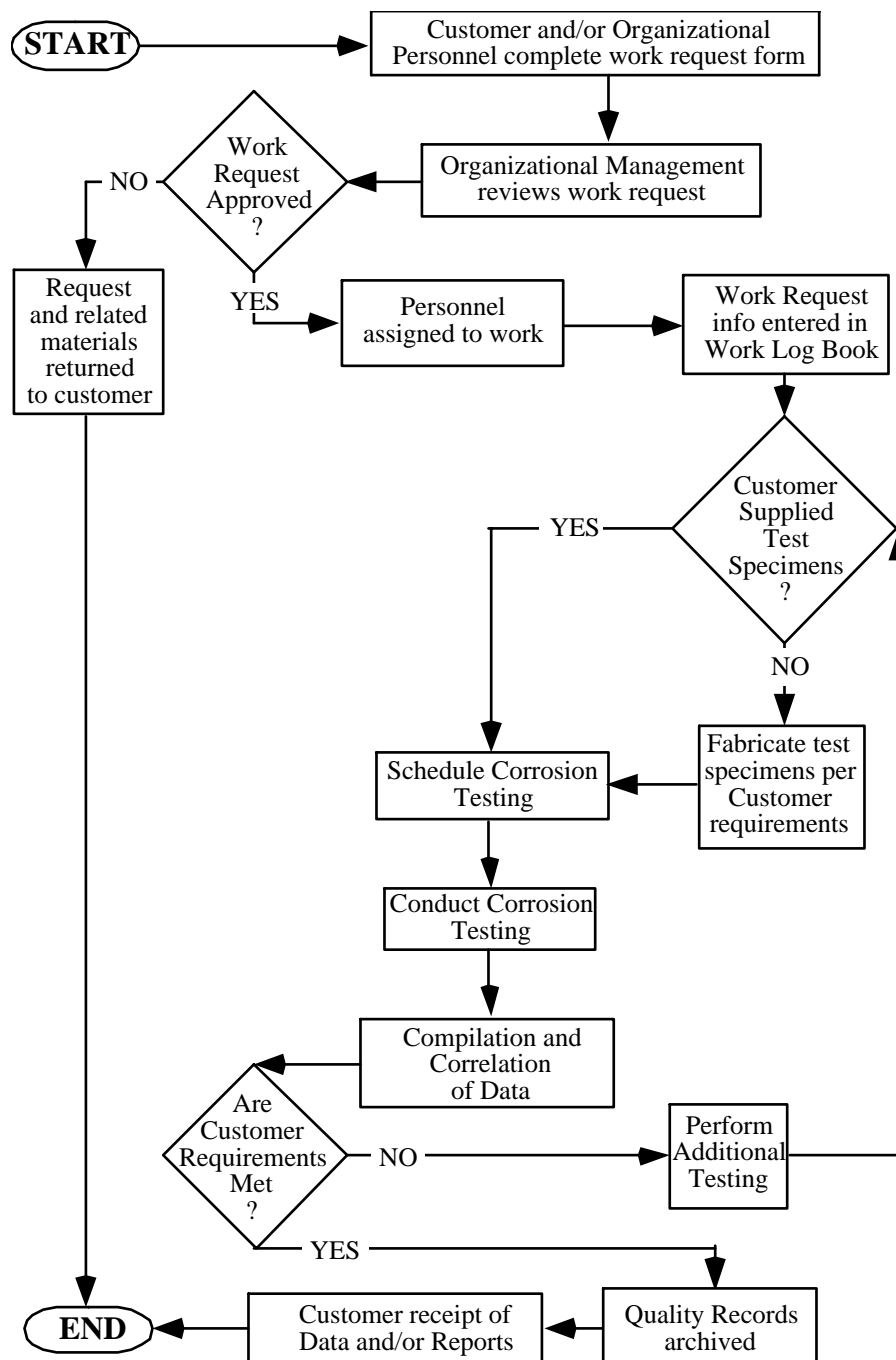 START
Customer and/or Organizational
Personnel complete work request form
Organizational Management
reviews work request
Work
Request
Approved
?
NO
YES
Request
and related
materials
returned
to customer
Personnel
assigned to work
Work Request
info entered in
Work Log Book
Customer
Supplied
Test
Specimens
?
YES
NO
Fabricate test
specimens per
Customer
requirements
Schedule Corrosion
Testing
Conduct Corrosion
Testing
Compilation and
Correlation
of Data
Are
Customer
Requirements
Met
?
NO
Perform
Additional
Testing
YES
Quality Records
archived
Customer receipt of
Data and/or Reports
END